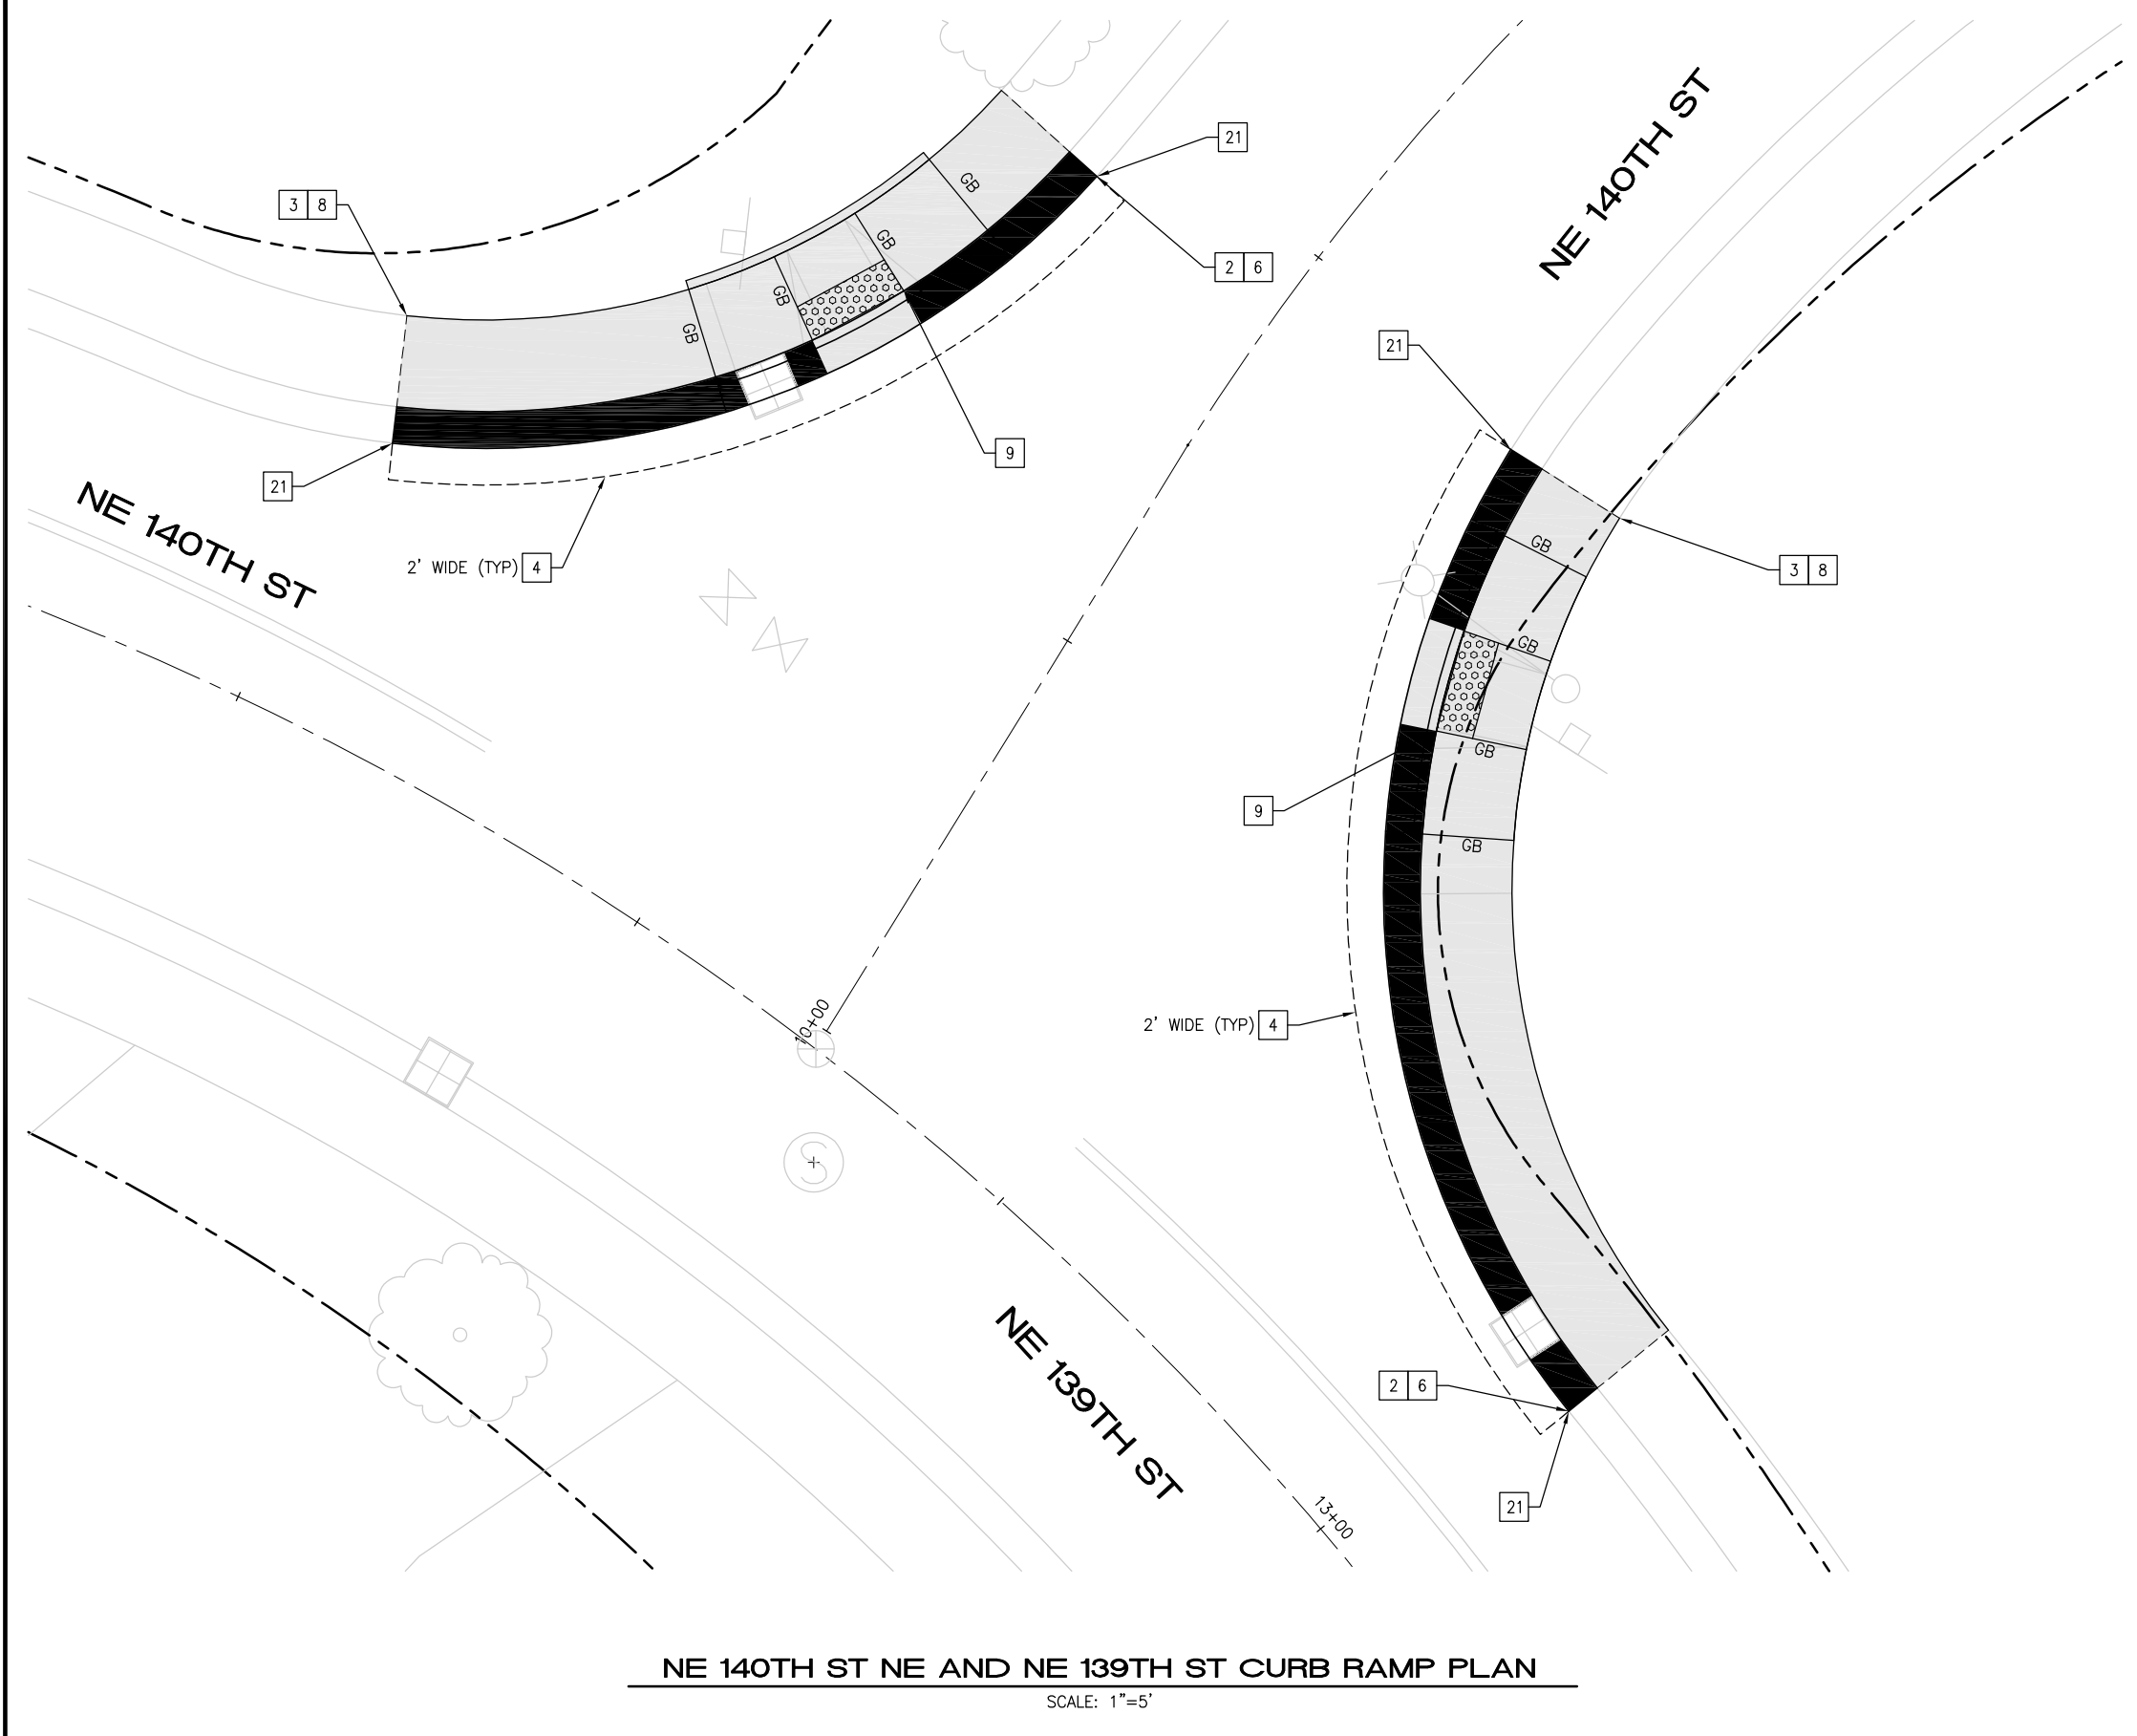 21
NE 140TH ST
3 8
GB
GB
2 6
GB
GB
21
9
21
NE 140TH ST
GB
2' WIDE (TYP) 4
3 8
GB
GB
9
GB
10+00
2' WIDE (TYP) 4
S
NE 139TH ST
2 6
13+00
21
NE 140TH ST NE AND NE 139TH ST CURB RAMP PLAN
SCALE: 1"=5'